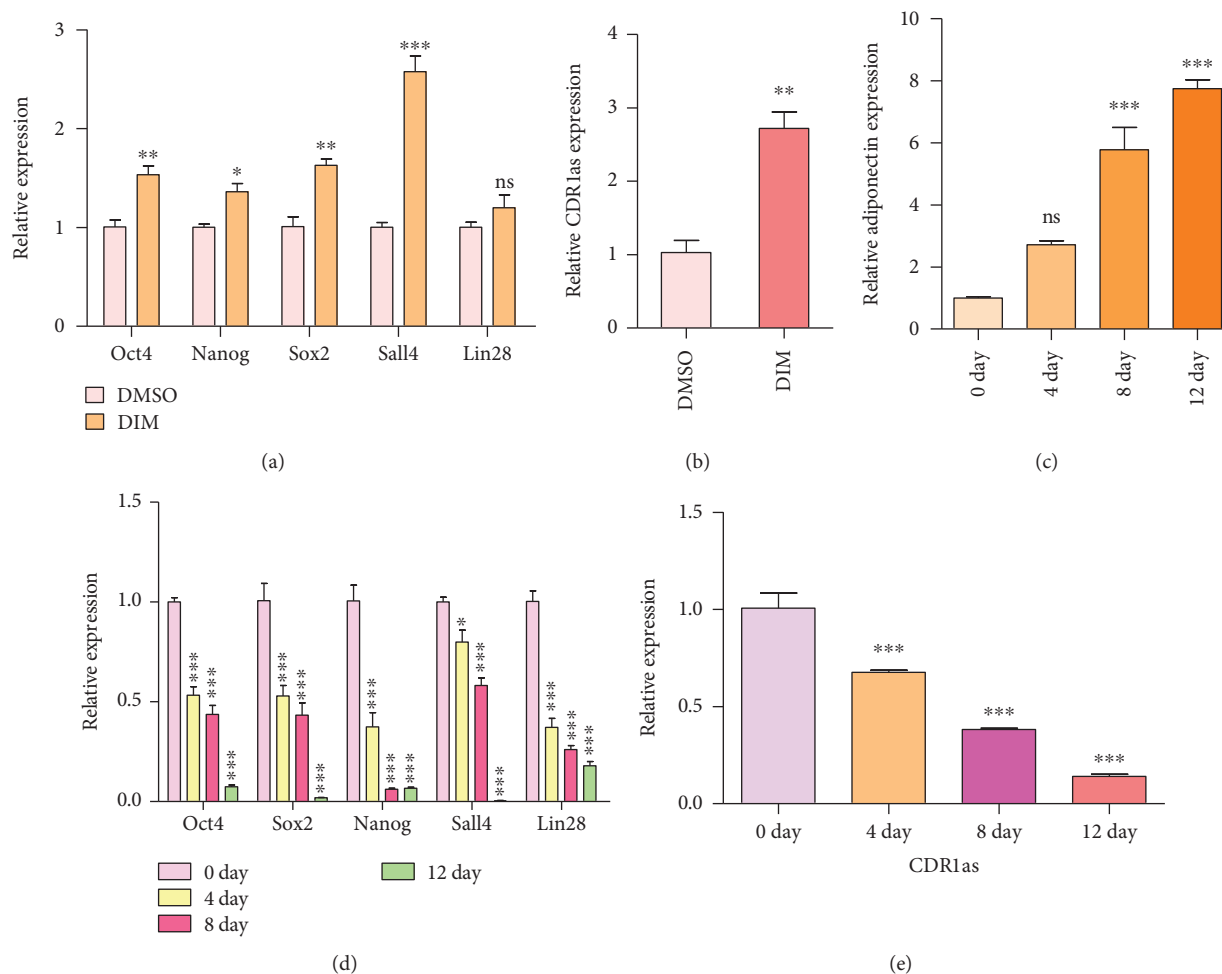 Relative expression
3
2
1
0
**
*
**
***
ns
Oct4 Nanog Sox2 Sall4 Lin28
DMSO
DIM
(a)
Relative CDR1as expression
4
3
2
1
0
**
DMSO
DIM
(b)
Relative adiponectin expression
10
8
6
4
2
0
ns
***
***
0 day
4 day
8 day
12 day
(c)
Relative expression
1.5
1.0
0.5
0.0
***
***
***
***
***
***
***
***
***
*
***
***
***
***
***
Oct4 Sox2 Nanog Sall4 Lin28
0 day
4 day
8 day
12 day
(d)
Relative expression
1.5
1.0
0.5
0.0
***
***
***
0 day 4 day 8 day 12 day
CDR1as
(e)